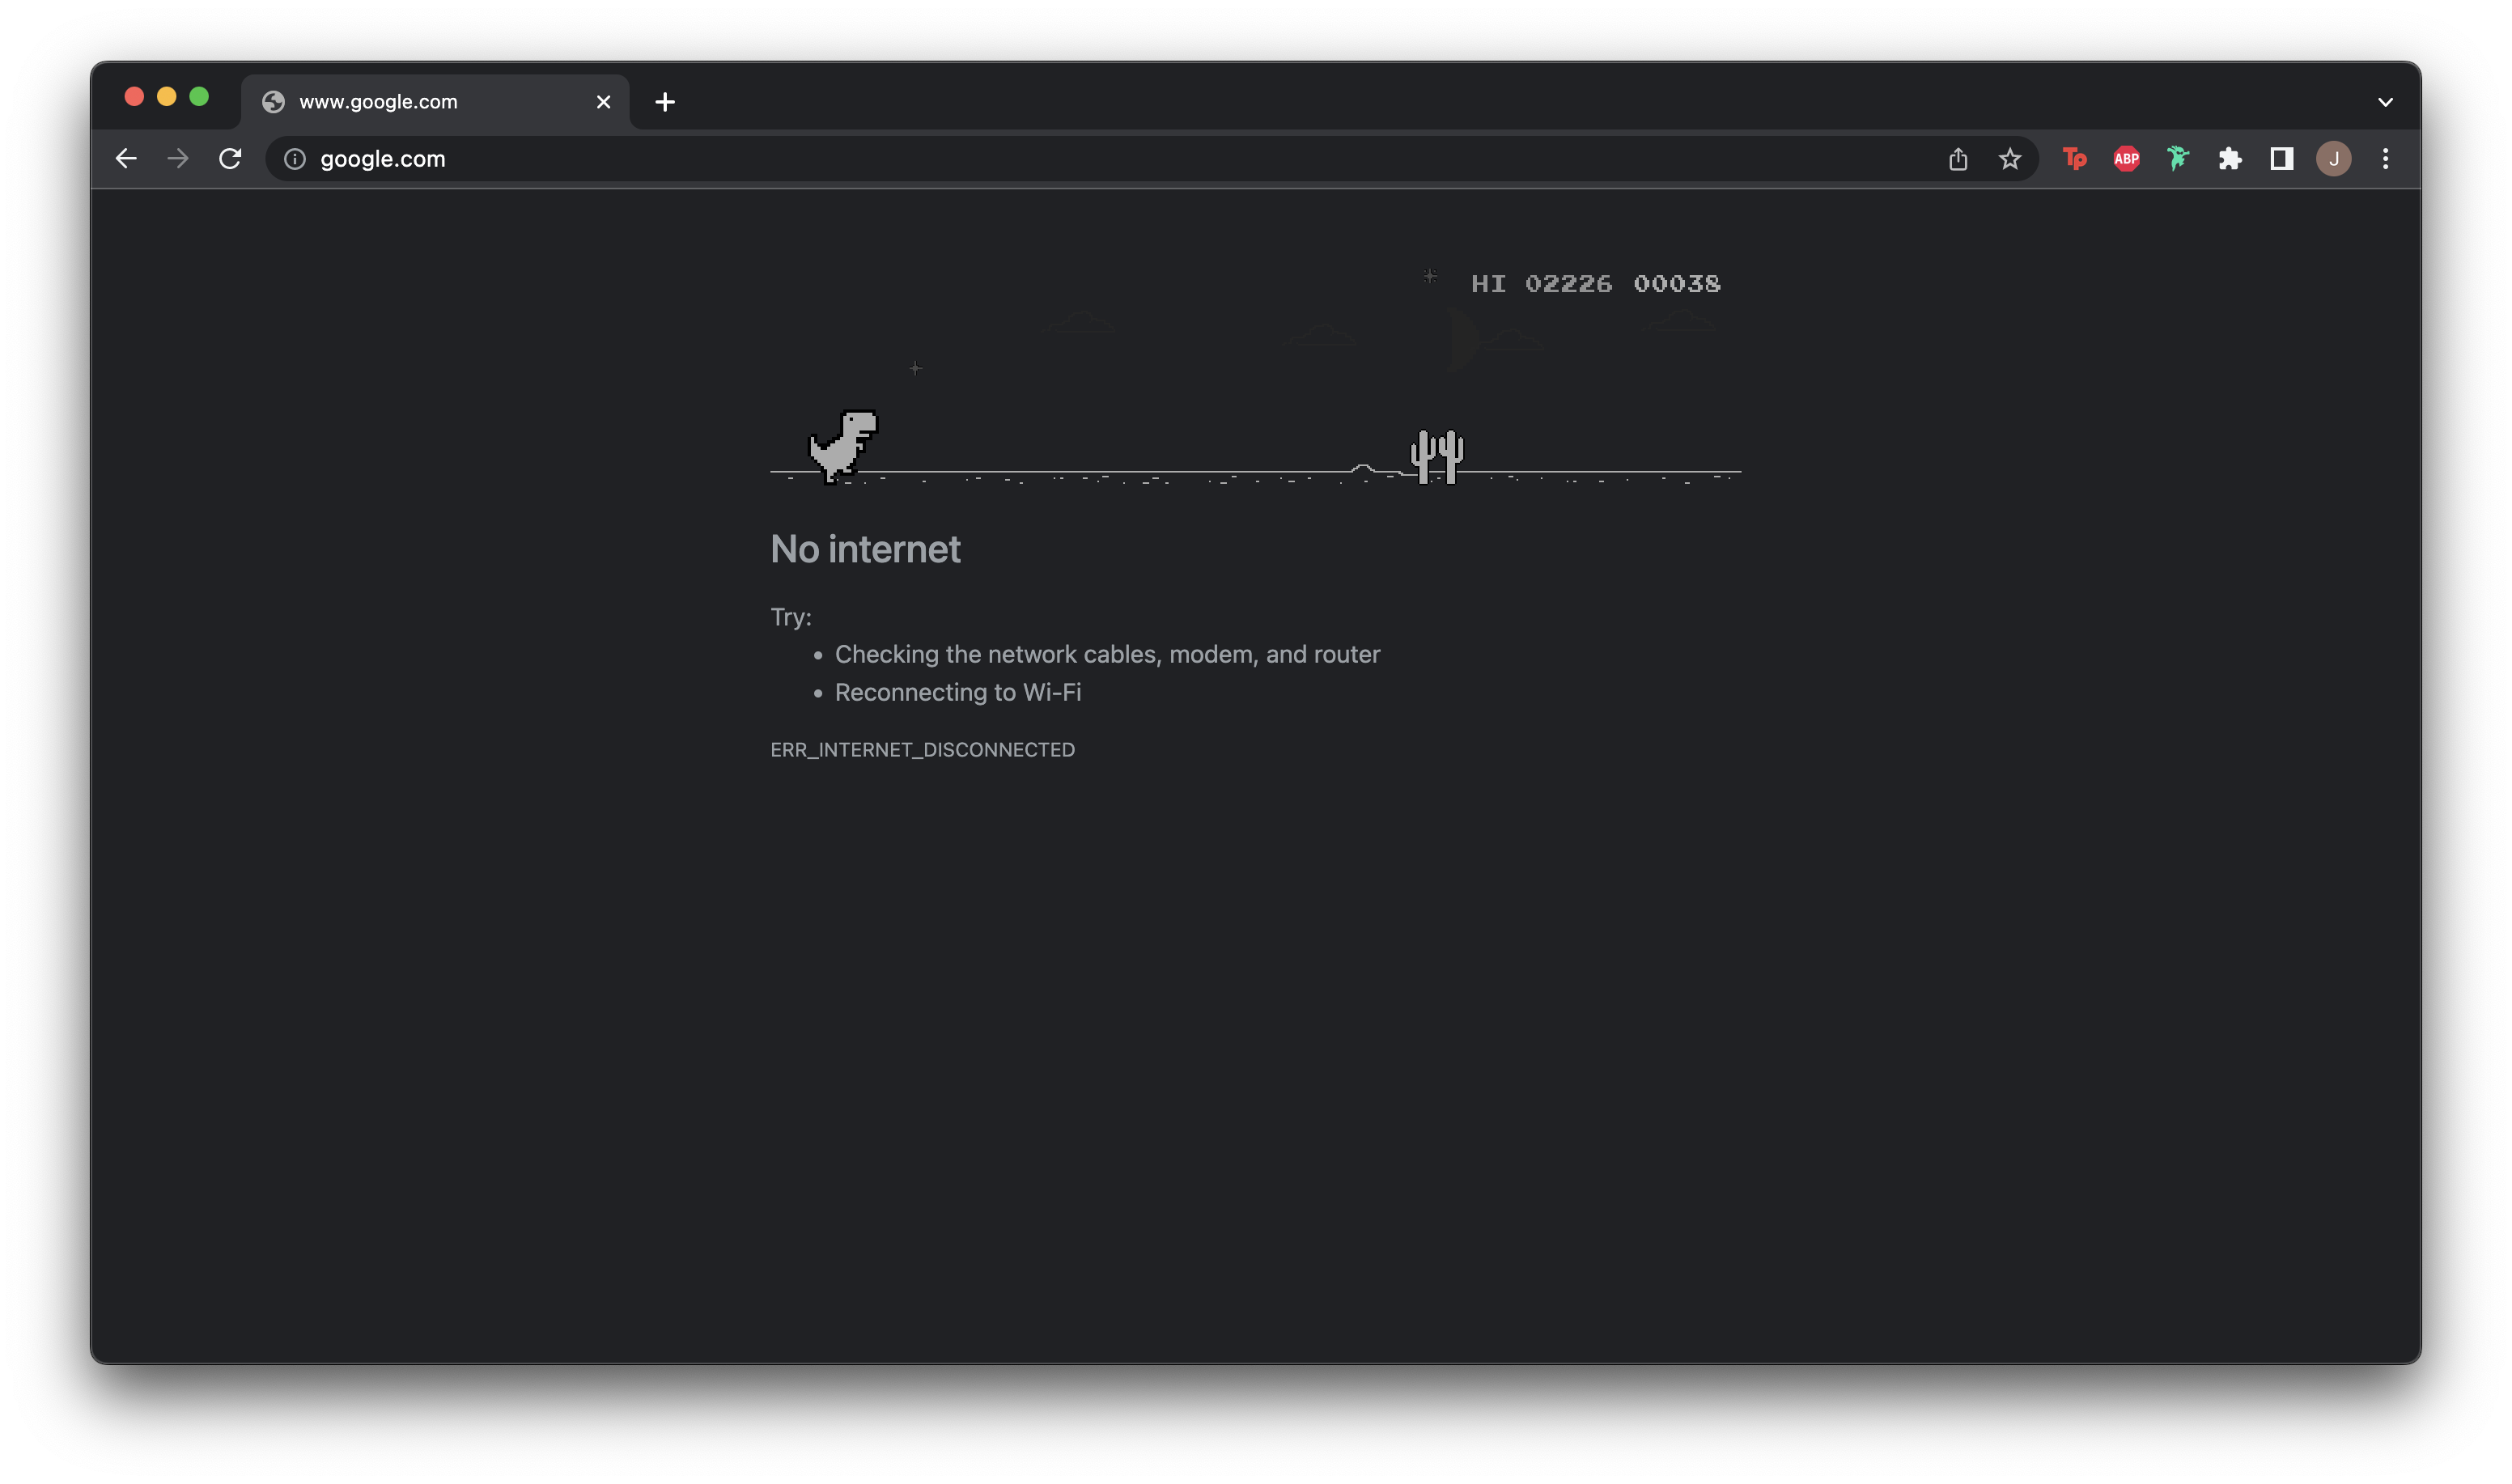 www.google.com
google.com
Tp
ABP
J
HI 02226 00038
No internet
Try:
Checking the network cables, modem, and router
Reconnecting to Wi-Fi
ERR_INTERNET_DISCONNECTED